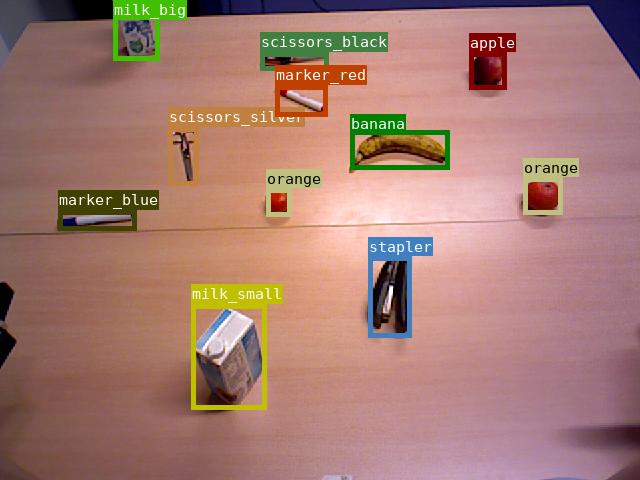 milk_big
scissors_black
apple
marker_red
scissors_silver
banana
orange
orange
marker_blue
stapler
milk_small